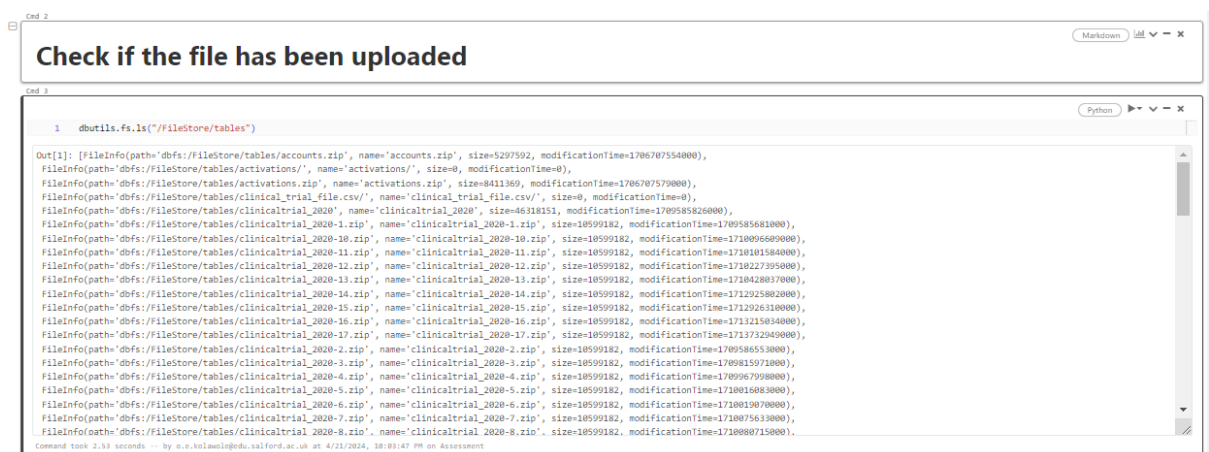 Cmd 2
Markdown
Check if the file has been uploaded
Cmd 3
Python
1 dbutils.fs.ls("/FileStore/tables")
Out[1]: [FileInfo(path='dbfs:/FileStore/tables/accounts.zip', name='accounts.zip', size=5297592, modificationTime=1706707554000),
FileInfo(path='dbfs:/FileStore/tables/activations/', name='activations/', size=0, modificationTime=0),
FileInfo(path='dbfs:/FileStore/tables/activations.zip', name='activations.zip', size=8411369, modificationTime=1706707579000),
FileInfo(path='dbfs:/FileStore/tables/clinical_trial_file.csv/', name='clinical_trial_file.csv/', size=0, modificationTime=0),
FileInfo(path='dbfs:/FileStore/tables/clinicaltrial_2020', name='clinicaltrial_2020', size=46318151, modificationTime=1709585826000),
FileInfo(path='dbfs:/FileStore/tables/clinicaltrial_2020-1.zip', name='clinicaltrial_2020-1.zip', size=10599182, modificationTime=1709585681000),
FileInfo(path='dbfs:/FileStore/tables/clinicaltrial_2020-10.zip', name='clinicaltrial_2020-10.zip', size=10599182, modificationTime=1710096609000),
FileInfo(path='dbfs:/FileStore/tables/clinicaltrial_2020-11.zip', name='clinicaltrial_2020-11.zip', size=10599182, modificationTime=1710101584000),
FileInfo(path='dbfs:/FileStore/tables/clinicaltrial_2020-12.zip', name='clinicaltrial_2020-12.zip', size=10599182, modificationTime=1710227395000),
FileInfo(path='dbfs:/FileStore/tables/clinicaltrial_2020-13.zip', name='clinicaltrial_2020-13.zip', size=10599182, modificationTime=1710428037000),
FileInfo(path='dbfs:/FileStore/tables/clinicaltrial_2020-14.zip', name='clinicaltrial_2020-14.zip', size=10599182, modificationTime=1712925802000),
FileInfo(path='dbfs:/FileStore/tables/clinicaltrial_2020-15.zip', name='clinicaltrial_2020-15.zip', size=10599182, modificationTime=1712926310000),
FileInfo(path='dbfs:/FileStore/tables/clinicaltrial_2020-16.zip', name='clinicaltrial_2020-16.zip', size=10599182, modificationTime=1713215034000),
FileInfo(path='dbfs:/FileStore/tables/clinicaltrial_2020-17.zip', name='clinicaltrial_2020-17.zip', size=10599182, modificationTime=1713732949000),
FileInfo(path='dbfs:/FileStore/tables/clinicaltrial_2020-2.zip', name='clinicaltrial_2020-2.zip', size=10599182, modificationTime=1709586553000),
FileInfo(path='dbfs:/FileStore/tables/clinicaltrial_2020-3.zip', name='clinicaltrial_2020-3.zip', size=10599182, modificationTime=1709815971000),
FileInfo(path='dbfs:/FileStore/tables/clinicaltrial_2020-4.zip', name='clinicaltrial_2020-4.zip', size=10599182, modificationTime=1709967998000),
FileInfo(path='dbfs:/FileStore/tables/clinicaltrial_2020-5.zip', name='clinicaltrial_2020-5.zip', size=10599182, modificationTime=1710016083000),
FileInfo(path='dbfs:/FileStore/tables/clinicaltrial_2020-6.zip', name='clinicaltrial_2020-6.zip', size=10599182, modificationTime=1710019070000),
FileInfo(path='dbfs:/FileStore/tables/clinicaltrial_2020-7.zip', name='clinicaltrial_2020-7.zip', size=10599182, modificationTime=1710075633000),
FileInfo(path='dbfs:/FileStore/tables/clinicaltrial_2020-8.zip', name='clinicaltrial_2020-8.zip', size=10599182, modificationTime=1710080715000),
Command took 2.53 seconds -- by o.e.kolawole@edu.salford.ac.uk at 4/21/2024, 10:03:47 PM on Assessment